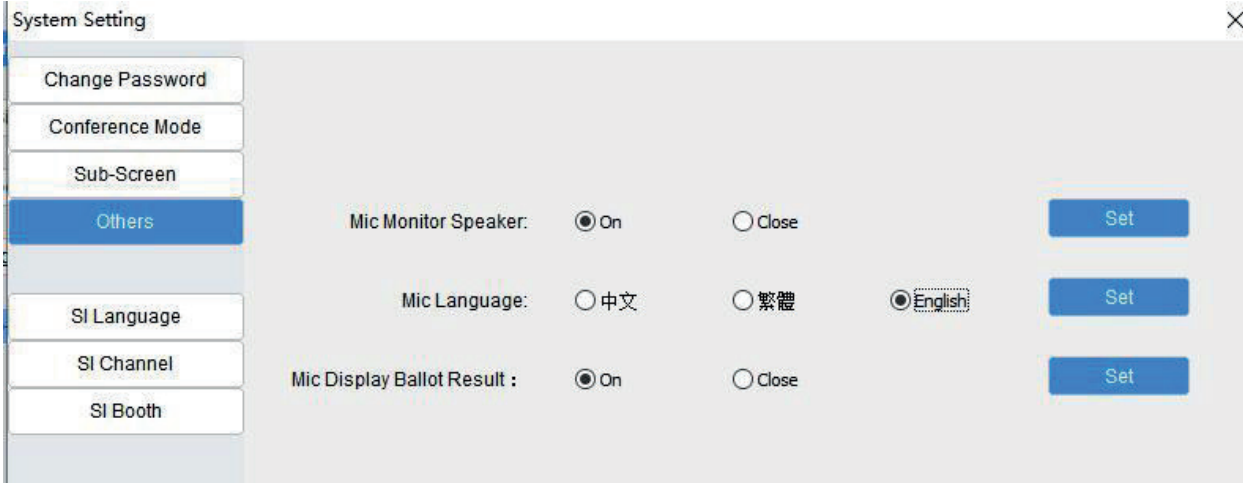 System Setting
Change Password
Conference Mode
Sub-Screen
Others
SI Language
SI Channel
SI Booth
Mic Monitor Speaker: On Close Set
Mic Language: 中文 繁體 English Set
Mic Display Ballot Result： On Close Set